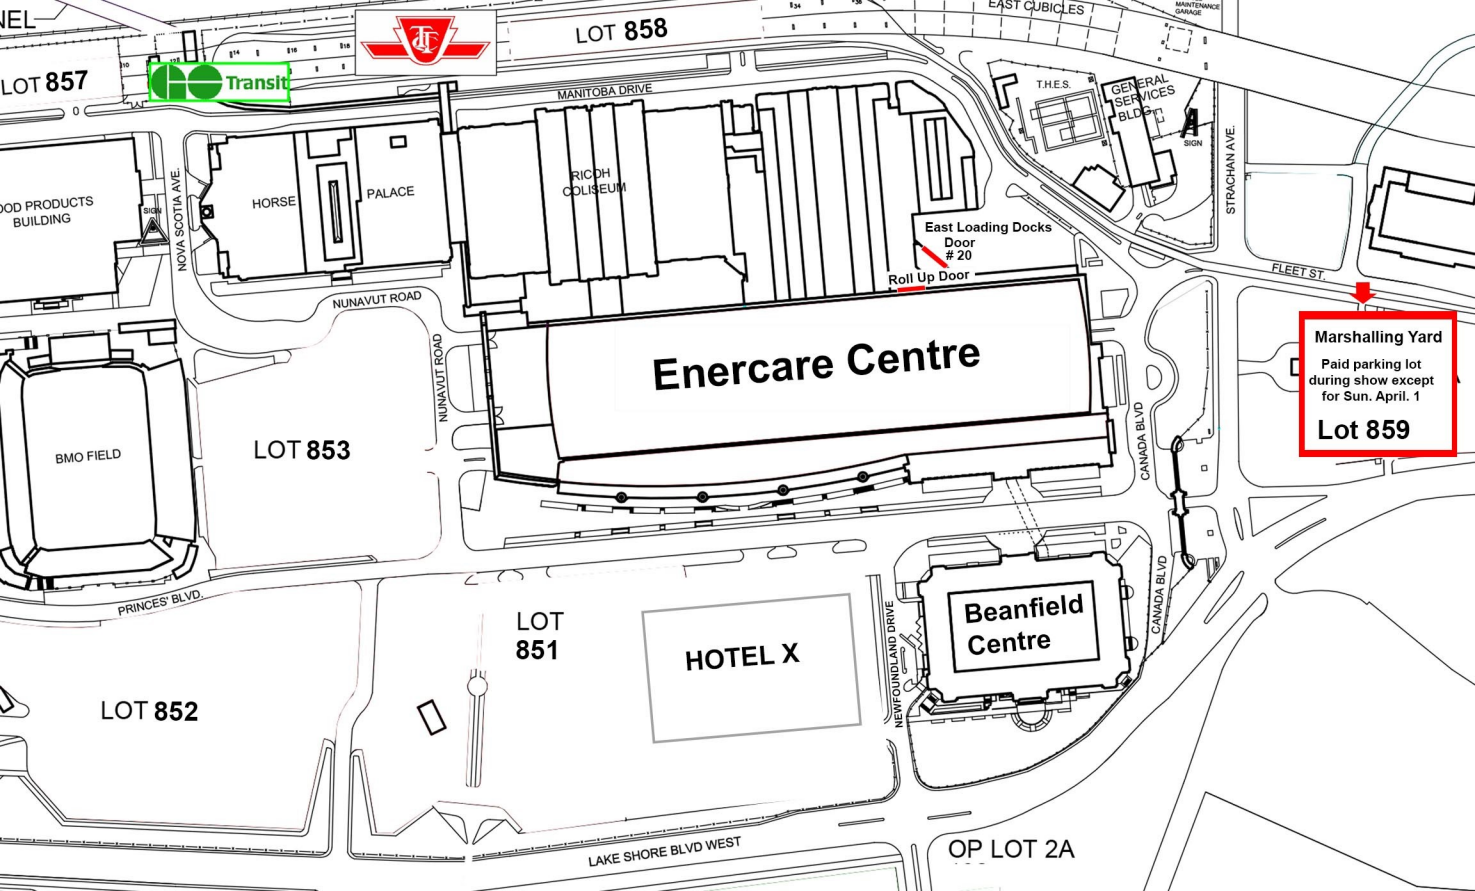 NEL
LOT 857
GO Transit
TTC
LOT 858
EAST CUBICLES
MAINTENANCE
GARAGE
MANITOBA DRIVE
T.H.E.S.
GENERAL
SERVICES
BLDG.
SIGN
STRACHAN AVE.
OOD PRODUCTS
BUILDING
SIGN
NOVA SCOTIA AVE.
HORSE
PALACE
RICOH
COLISEUM
East Loading Docks
Door
# 20
Roll Up Door
FLEET ST.
NUNAVUT ROAD
NUNAVUT ROAD
Enercare Centre
Marshalling Yard
Paid parking lot
during show except
for Sun. April. 1
Lot 859
BMO FIELD
LOT 853
CANADA BLVD
CANADA BLVD
PRINCES' BLVD.
LOT
851
HOTEL X
NEWFOUNDLAND DRIVE
Beanfield
Centre
LOT 852
LAKE SHORE BLVD WEST
OP LOT 2A